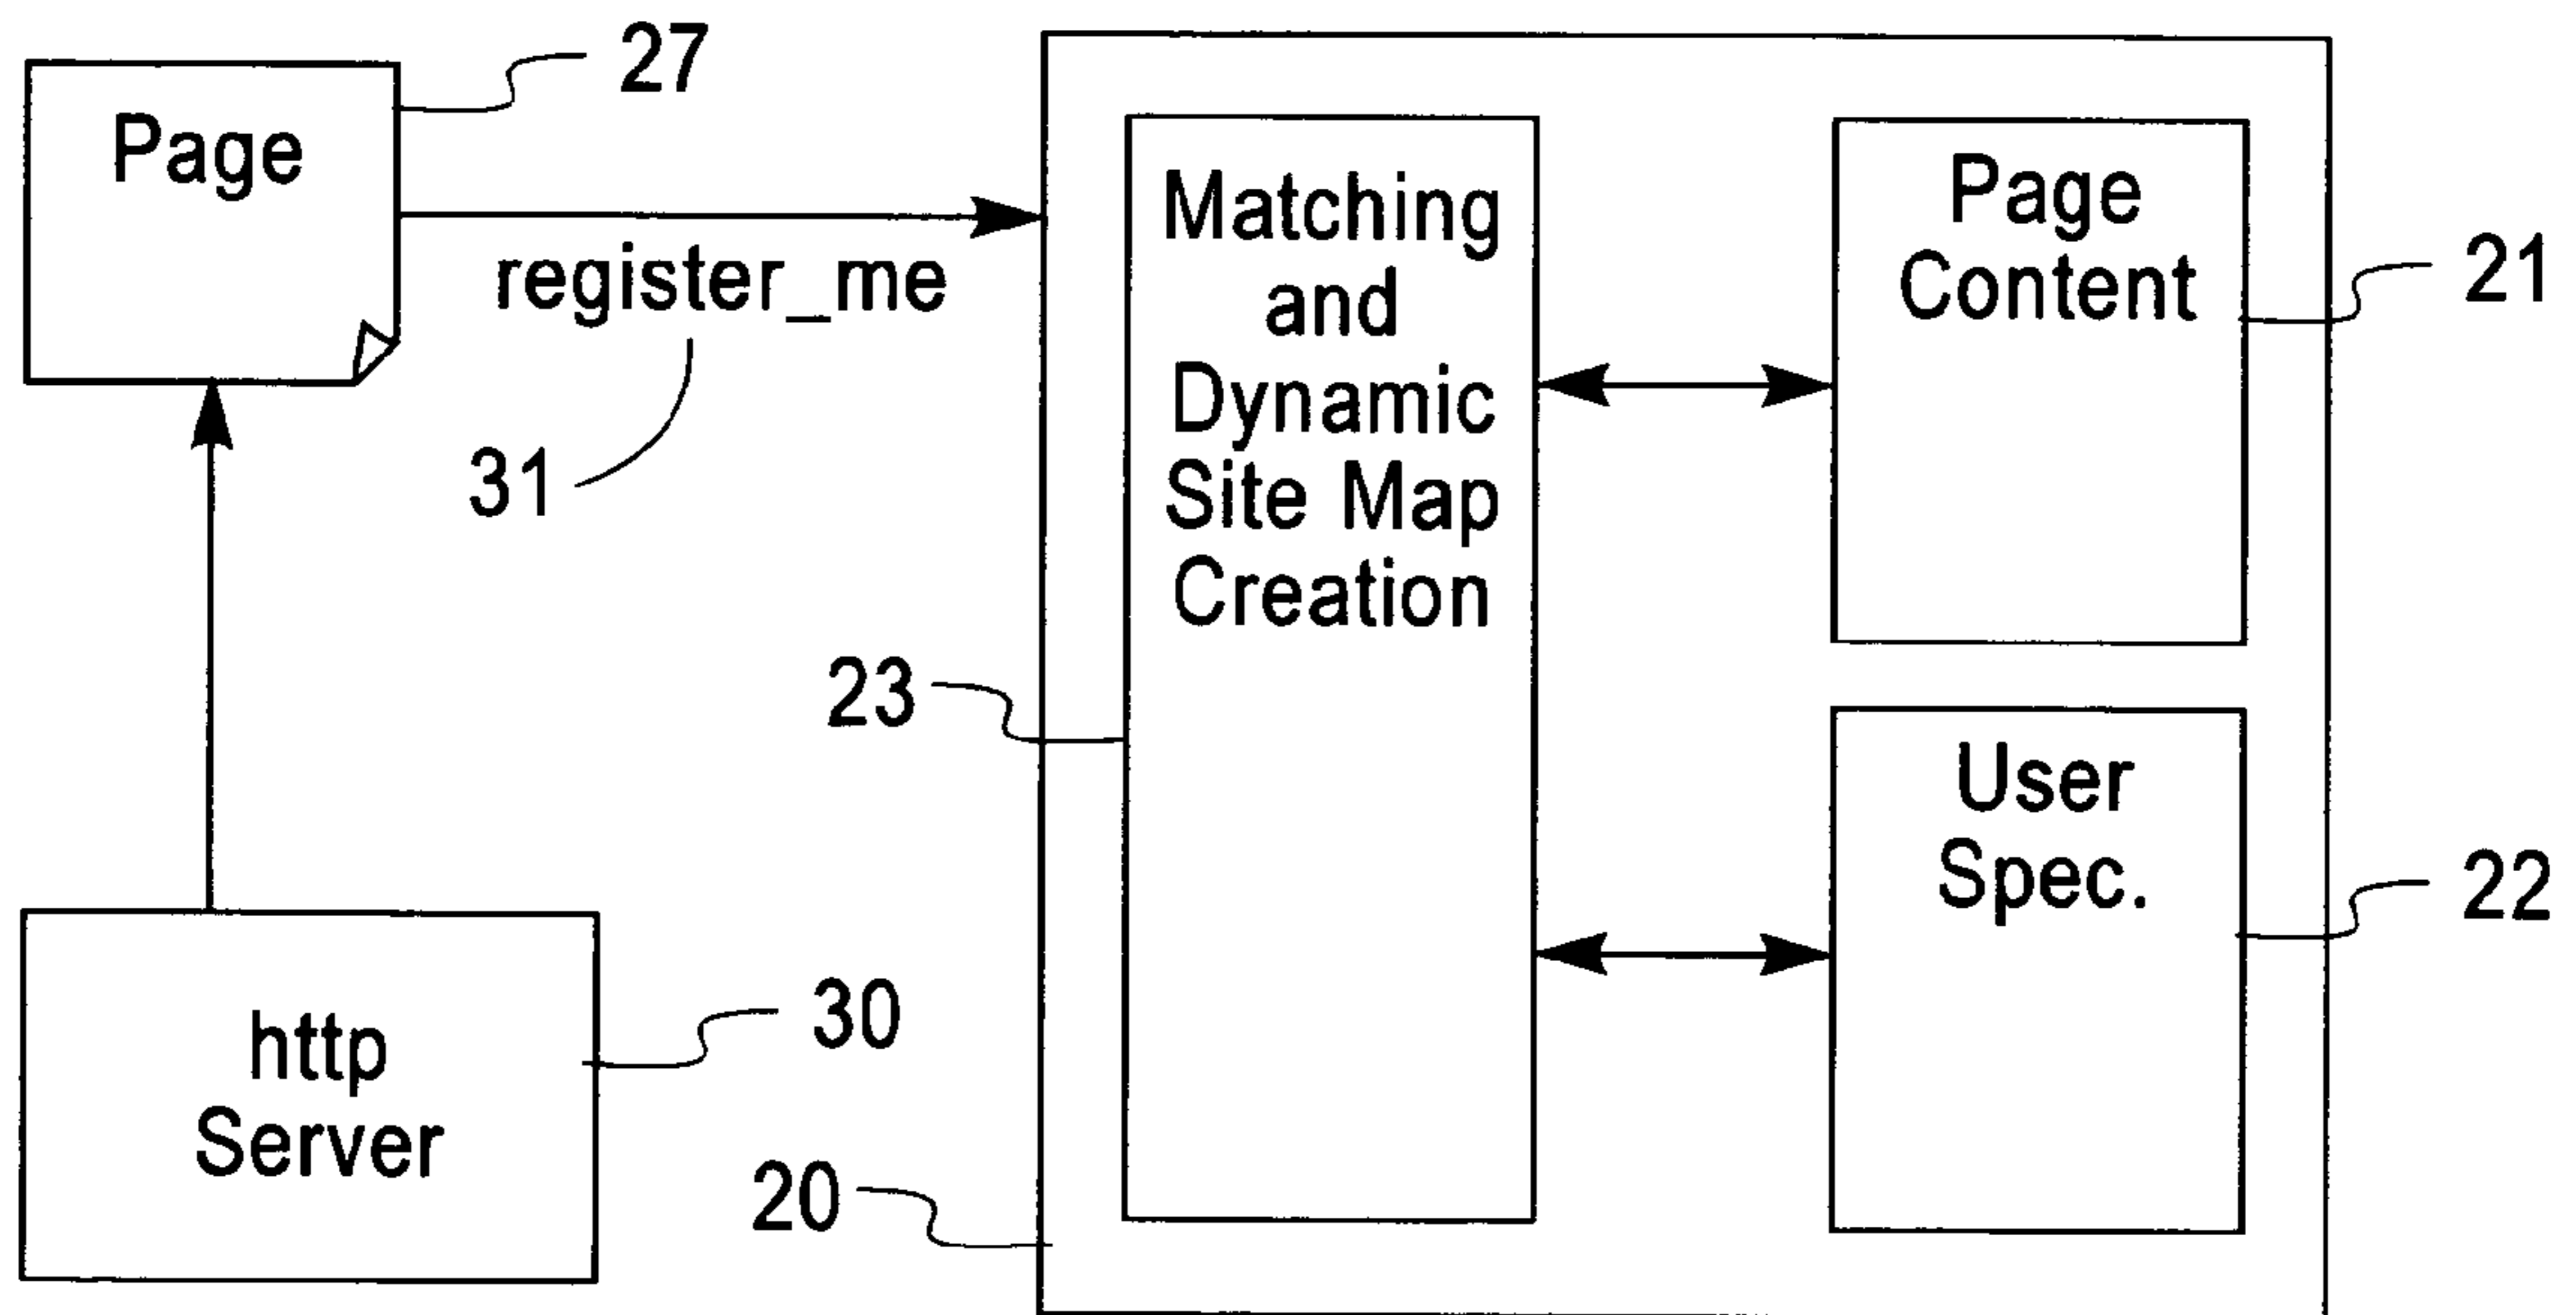 27
Page
register_me
31
Matching
and
Dynamic
Site Map
Creation
Page
Content
21
23
User
Spec.
22
http
Server
30
20